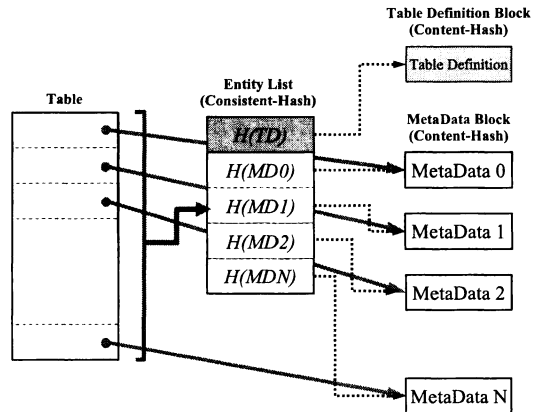 Table Definition Block
(Content-Hash)
Table Definition
Entity List
(Consistent-Hash)
Table
H(TD)
MetaData Block
(Content-Hash)
H(MD0)
MetaData 0
H(MD1)
MetaData 1
H(MD2)
MetaData 2
H(MDN)
MetaData N